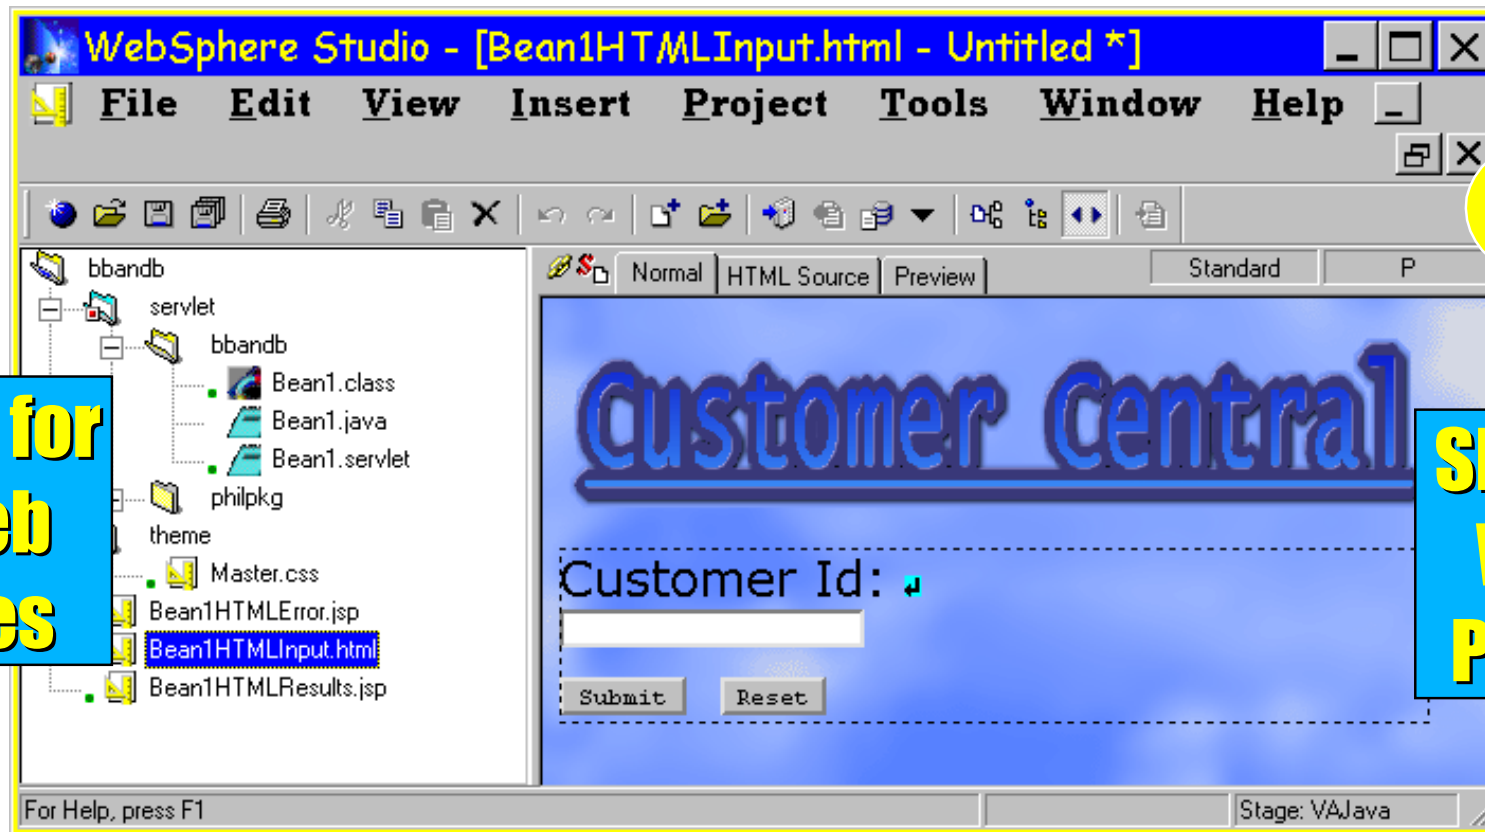 WebSphere Studio - [Bean1HTMLInput.html - Untitled *]
File Edit View Insert Project Tools Window Help
bbandb
servlet
bbandb
Bean1.class
Bean1.java
Bean1.servlet
philpkg
theme
Master.css
Bean1HTMLError.jsp
Bean1HTMLInput.html
Bean1HTMLResults.jsp
for
Normal HTML Source Preview
Standard P
Customer Central
Customer Id:
Submit Reset
For Help, press F1
Stage: VAJava